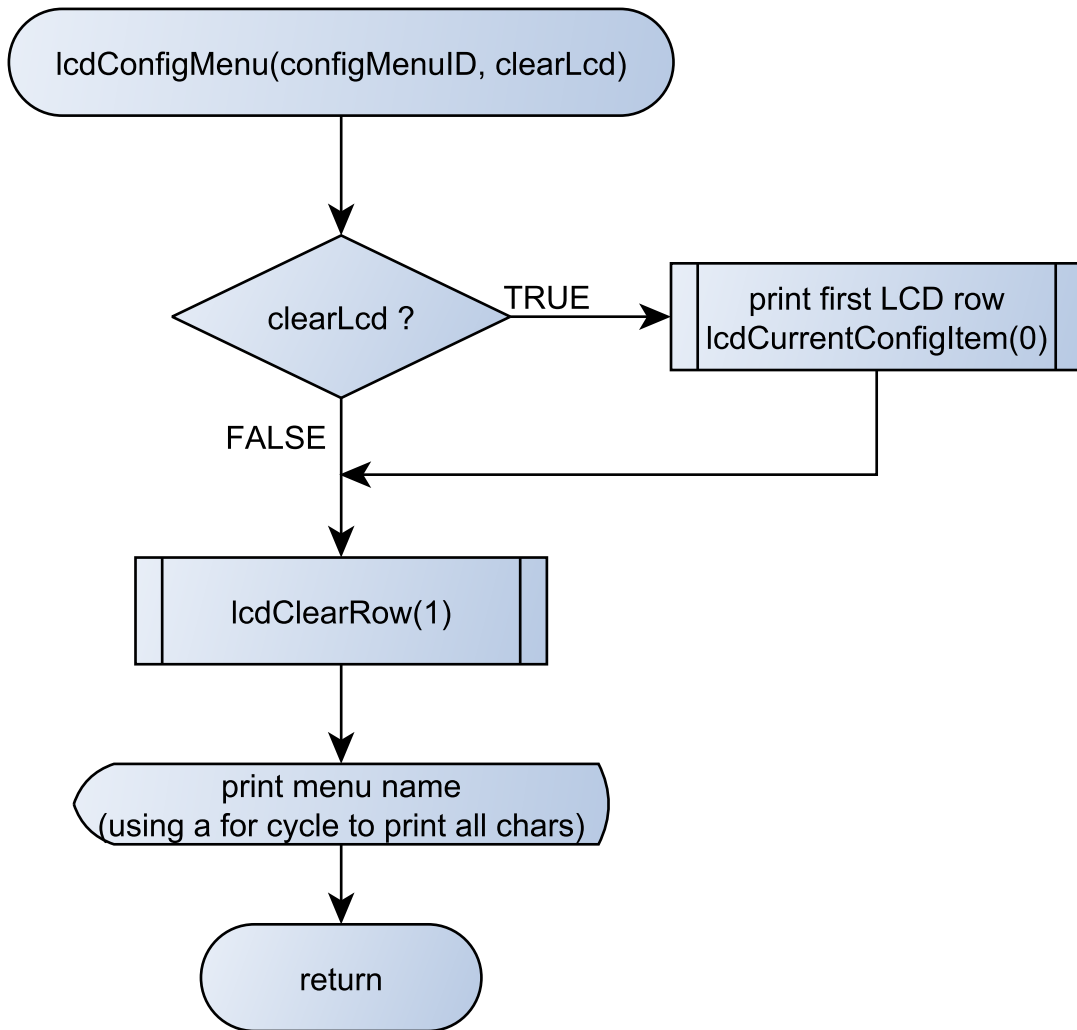 lcdConfigMenu(configMenuID, clearLcd)
clearLcd ?
TRUE
print first LCD row
lcdCurrentConfigItem(0)
FALSE
lcdClearRow(1)
print menu name
(using a for cycle to print all chars)
return